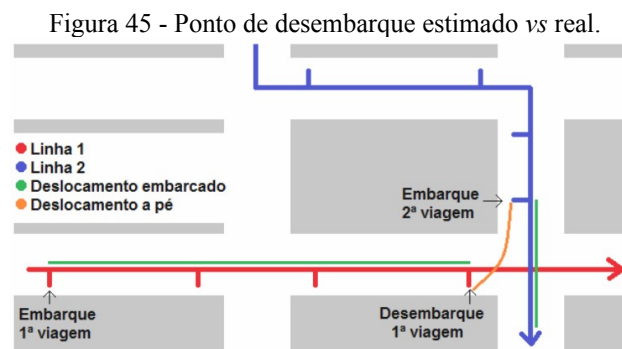 Figura 45 - Ponto de desembarque estimado vs real.
Linha 1
Linha 2
Deslocamento embarcado
Deslocamento a pé
Embarque
2ª viagem
Embarque
1ª viagem
Desembarque
1ª viagem